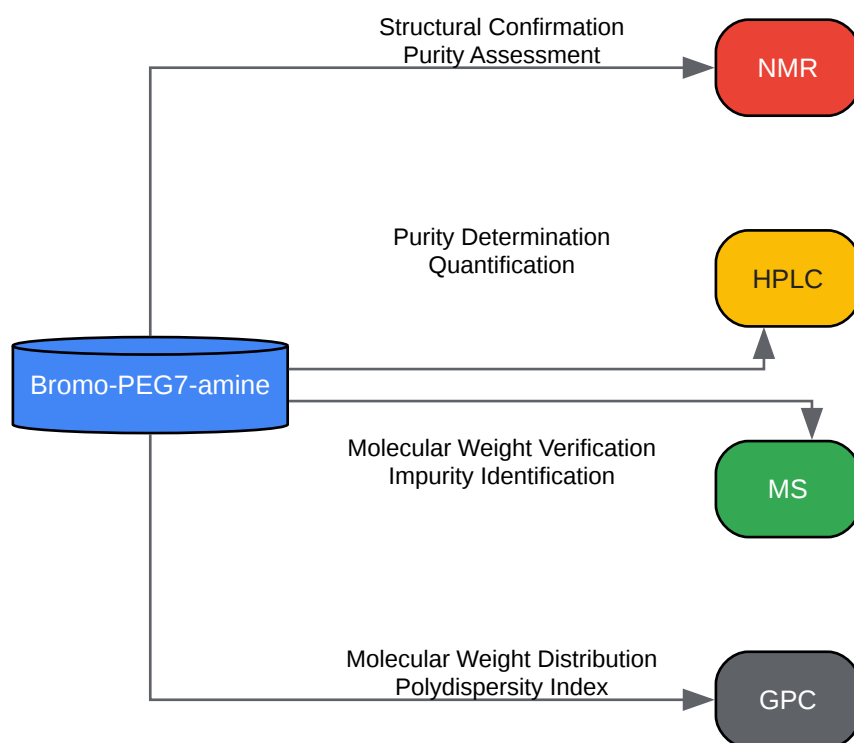 Structural Confirmation
Purity Assessment
NMR
Purity Determination
Quantification
HPLC
Bromo-PEG7-amine
Molecular Weight Verification
Impurity Identification
MS
Molecular Weight Distribution
Polydispersity Index
GPC